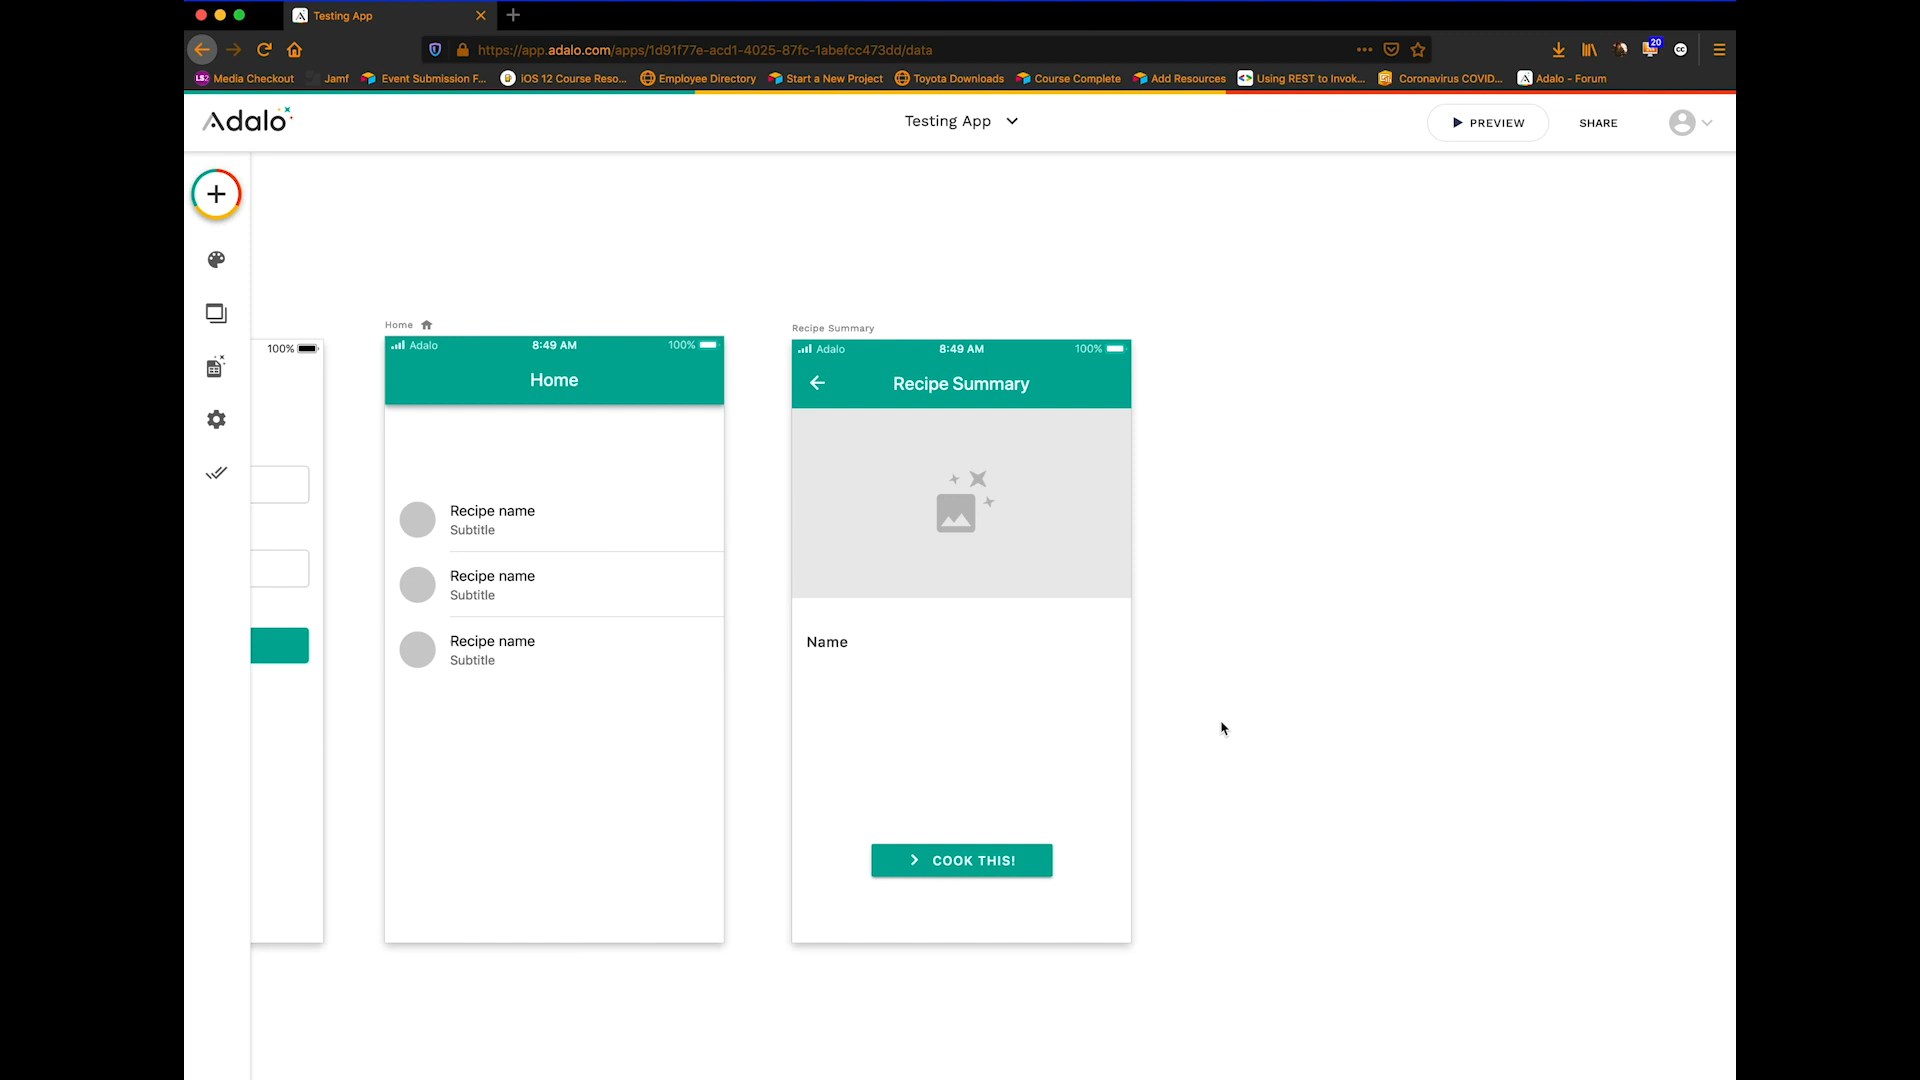 Testing App
https://app.adalo.com/apps/1d91f77e-acd1-4025-87fc-1abefcc473dd/data
20
CC
Media Checkout
Jamf
Event Submission F...
iOS 12 Course Reso...
Employee Directory
Start a New Project
Toyota Downloads
Course Complete
Add Resources
Using REST to Invok...
Coronavirus COVID...
Adalo - Forum
Adalo
Testing App
PREVIEW
SHARE
100%
Home
Adalo
8:49 AM
100%
Home
Recipe name
Subtitle
Recipe name
Subtitle
Recipe name
Subtitle
Recipe Summary
Adalo
8:49 AM
100%
Recipe Summary
Name
COOK THIS!